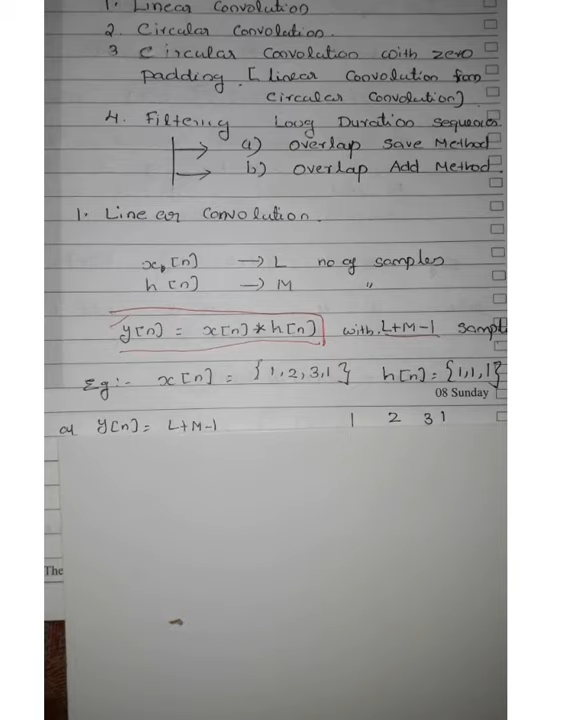 1. Linear Convolution
2. Circular Convolution.
3 Circular Convolution with zero
padding. [linear Convolution from
Circular Convolution]
4. Filtering Long Duration sequences
a) overlap Save Method
b) overlap Add Method
1. Linear Convolution.
x[n] → L no of samples
h[n] → M "
y[n] = x[n] * h[n] with L+M-1
Eg:- x[n] = {1,2,3,1} h[n] = {1,1,1}
08 Sunday
y[n] = L+M-1 1 2 3 1
The